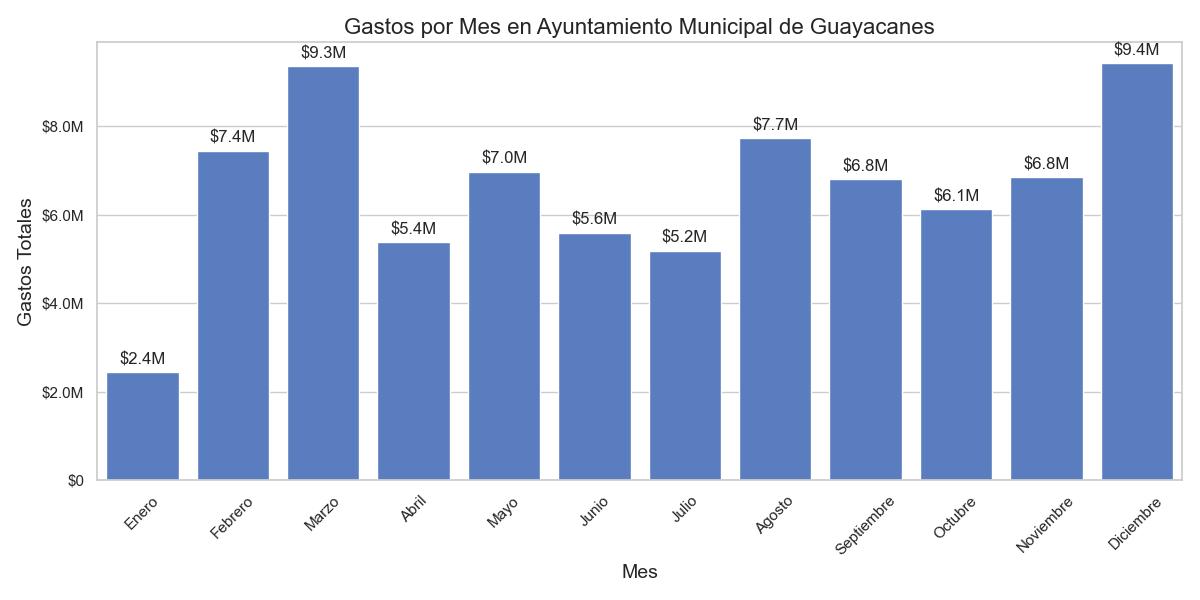 Gastos por Mes en Ayuntamiento Municipal de Guayacanes
Gastos Totales
$8.0M
$6.0M
$4.0M
$2.0M
$0
$2.4M
$7.4M
$9.3M
$5.4M
$7.0M
$5.6M
$5.2M
$7.7M
$6.8M
$6.1M
$6.8M
$9.4M
Enero
Febrero
Marzo
Abril
Mayo
Junio
Julio
Agosto
Septiembre
Octubre
Noviembre
Diciembre
Mes